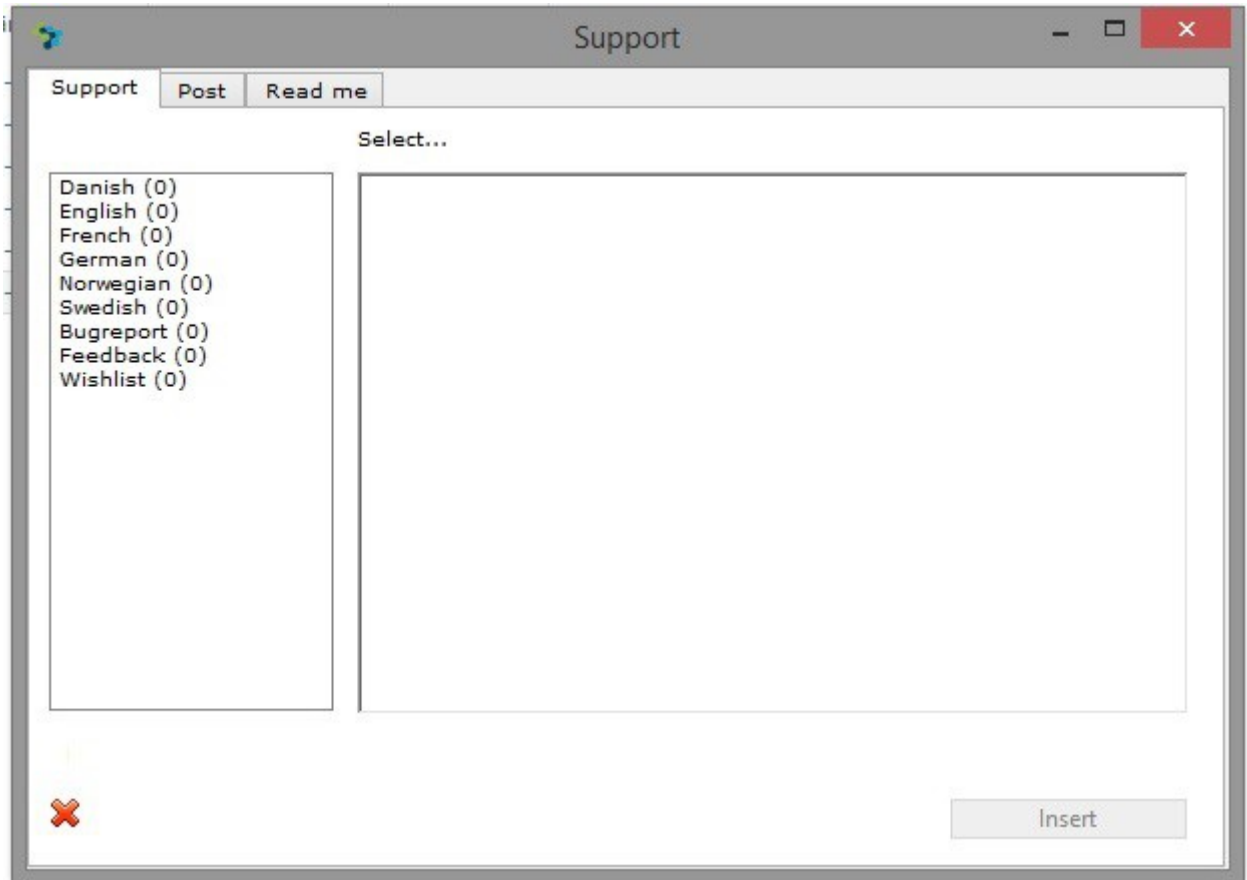 Support
Support
Post
Read me
Select...
Danish (0)
English (0)
French (0)
German (0)
Norwegian (0)
Swedish (0)
Bugreport (0)
Feedback (0)
Wishlist (0)
Insert